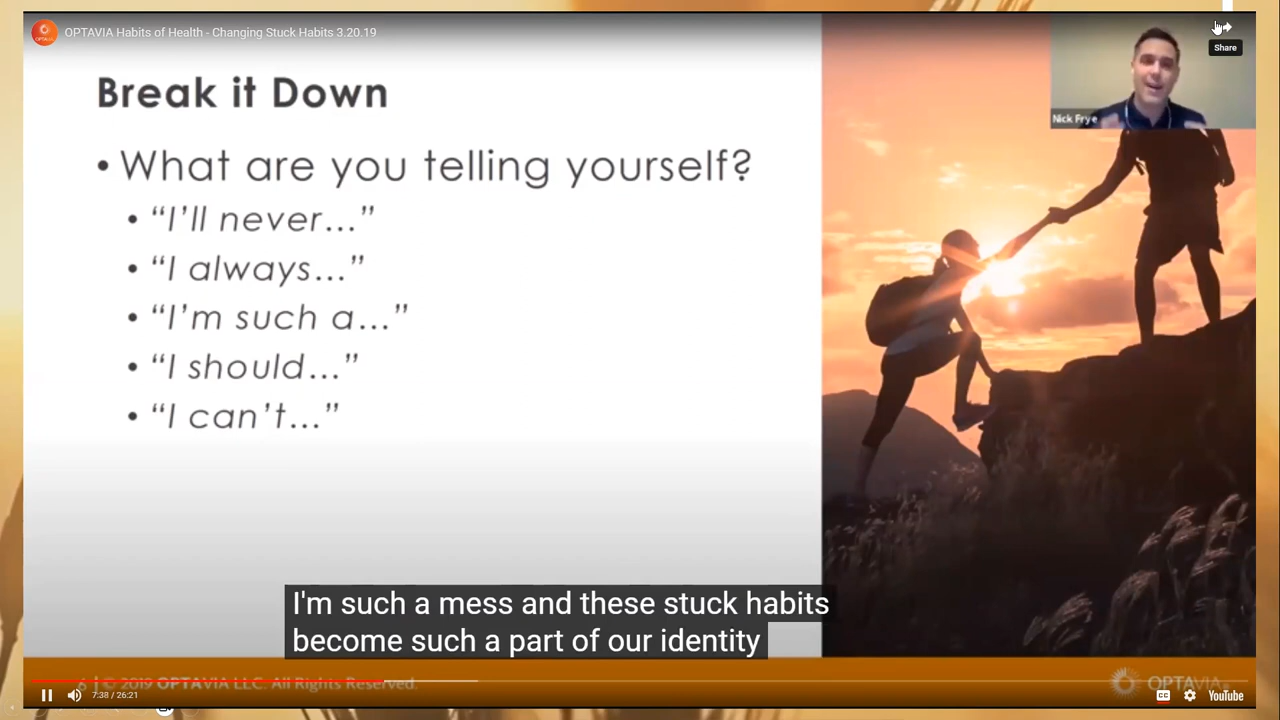 OPTAVIA Habits of Health - Changing Stuck Habits 3.20.19
Share
Nick Frye
Break it Down
• What are you telling yourself?
• “I’ll never...”
• “I always...”
• “I’m such a...”
• “I should...”
• “I can’t...”
I'm such a mess and these stuck habits
become such a part of our identity
6 | © 2019 OPTAVIA LLC. All Rights Reserved.
OPTAVIA®
7:38 / 26:21
CC
YouTube